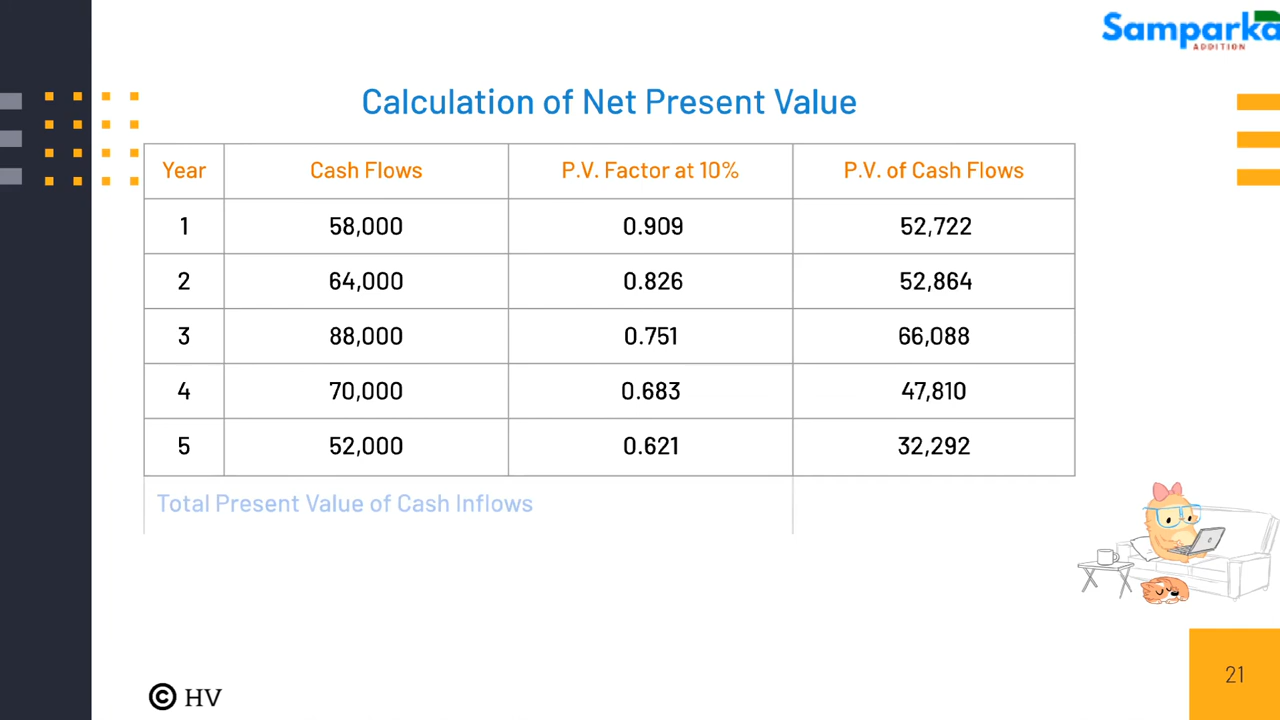 Samparka
ADDITION
Calculation of Net Present Value
Year Cash Flows P.V. Factor at 10% P.V. of Cash Flows
1 58,000 0.909 52,722
2 64,000 0.826 52,864
3 88,000 0.751 66,088
4 70,000 0.683 47,810
5 52,000 0.621 32,292
Total Present Value of Cash Inflows
© HV
21